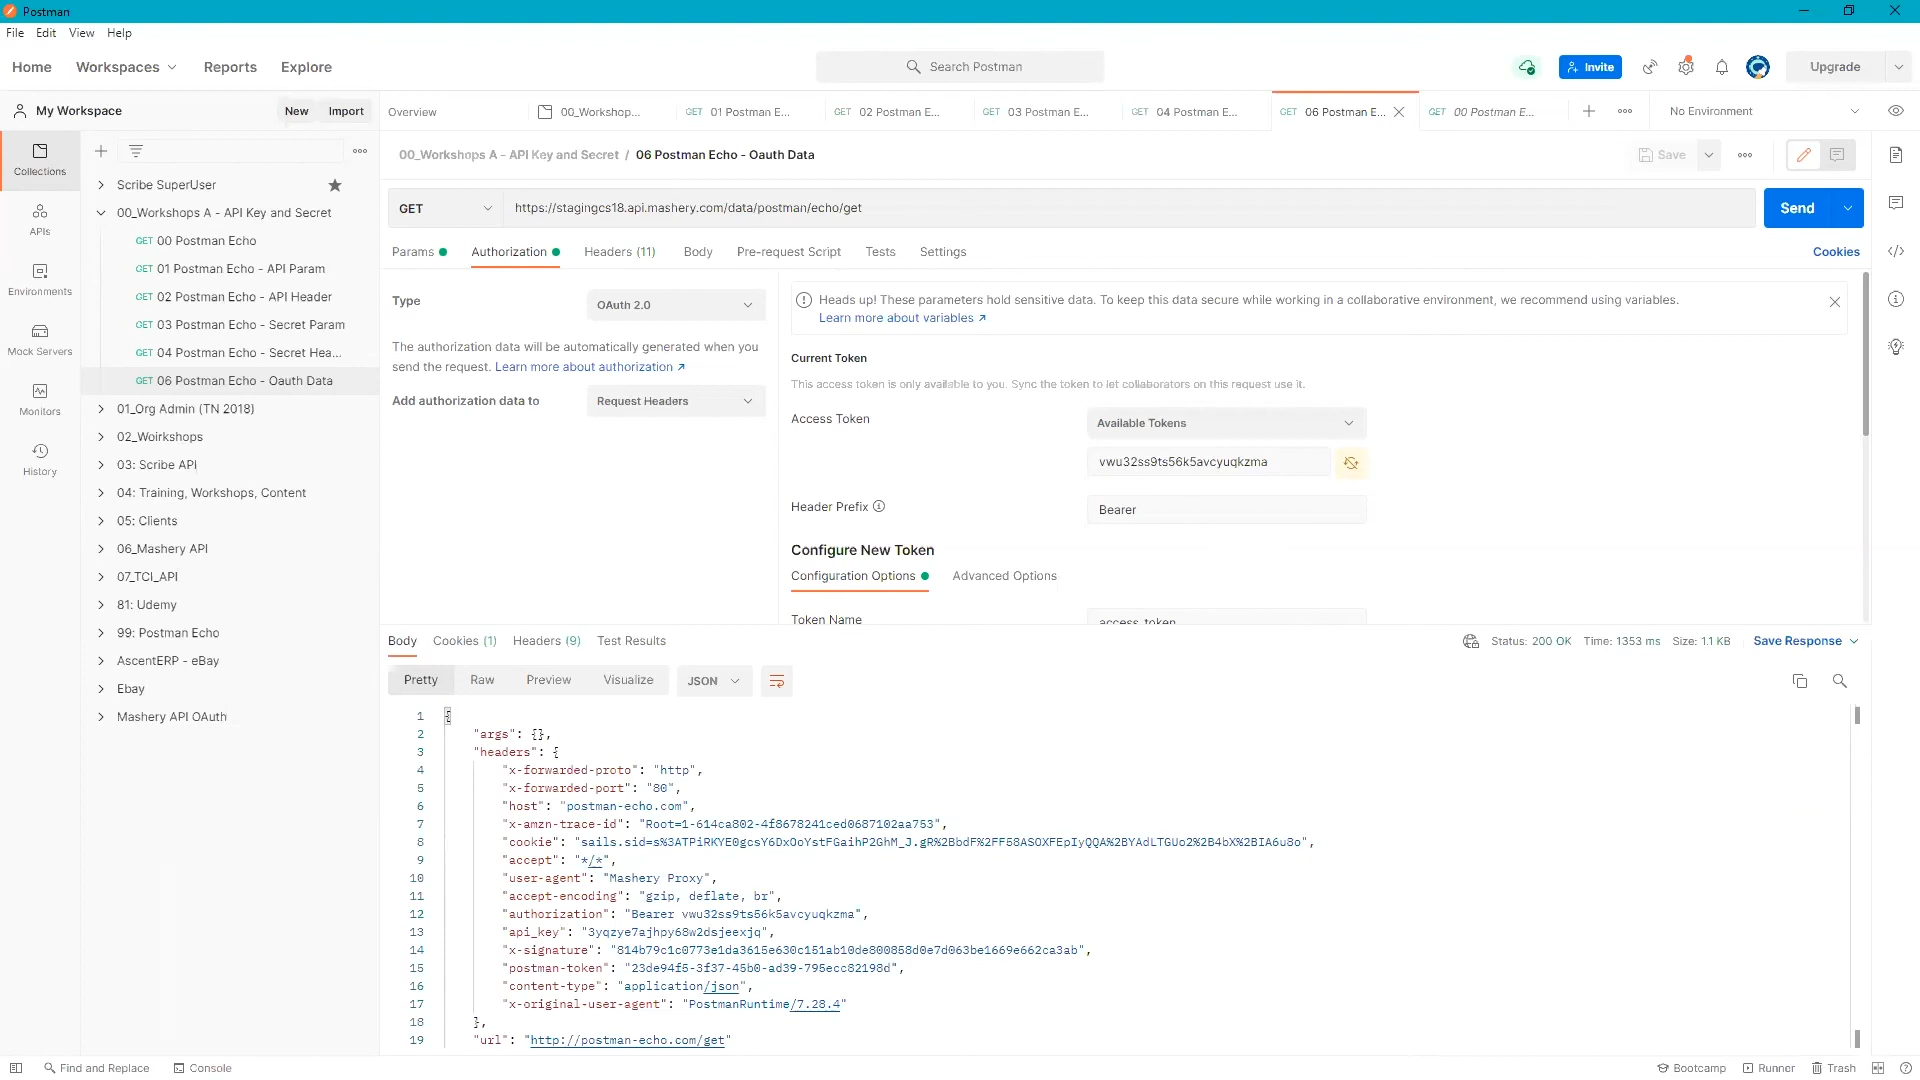 Postman
File Edit View Help
Home Workspaces Reports Explore
Search Postman
Invite
Upgrade
My Workspace
New Import
Overview
00_Workshop...
GET 01 Postman E...
GET 02 Postman E...
GET 03 Postman E...
GET 04 Postman E...
GET 06 Postman E...
GET 00 Postman E...
No Environment
Collections
APIs
Environments
Mock Servers
Monitors
History
Scribe SuperUser
00_Workshops A - API Key and Secret
GET 00 Postman Echo
GET 01 Postman Echo - API Param
GET 02 Postman Echo - API Header
GET 03 Postman Echo - Secret Param
GET 04 Postman Echo - Secret Hea...
GET 06 Postman Echo - Oauth Data
01_Org Admin (TN 2018)
02_Woirkshops
03: Scribe API
04: Training, Workshops, Content
05: Clients
06_Mashery API
07_TCI_API
81: Udemy
99: Postman Echo
AscentERP - eBay
Ebay
Mashery API OAuth
00_Workshops A - API Key and Secret / 06 Postman Echo - Oauth Data
Save
GET https://stagingcs18.api.mashery.com/data/postman/echo/get
Send
Params Authorization Headers (11) Body Pre-request Script Tests Settings
Cookies
Type OAuth 2.0
The authorization data will be automatically generated when you
send the request. Learn more about authorization ↗
Add authorization data to Request Headers
Heads up! These parameters hold sensitive data. To keep this data secure while working in a collaborative environment, we recommend using variables.
Learn more about variables ↗
Current Token
This access token is only available to you. Sync the token to let collaborators on this request use it.
Access Token Available Tokens
vwu32ss9ts56k5avcyuqkzma
Header Prefix Bearer
Configure New Token
Configuration Options Advanced Options
Token Name access_token
Body Cookies (1) Headers (9) Test Results
Status: 200 OK Time: 1353 ms Size: 1.1 KB Save Response
Pretty Raw Preview Visualize JSON
1 {
2 "args": {},
3 "headers": {
4 "x-forwarded-proto": "http",
5 "x-forwarded-port": "80",
6 "host": "postman-echo.com",
7 "x-amzn-trace-id": "Root=1-614ca802-4f8678241ced0687102aa753",
8 "cookie": "sails.sid=s%3ATPiRKYE0gcsY6DxOoYstFGaihP2GhM_J.gR%2BbdF%2FF58ASOXFEpIyQQA%2BYAdLTGUo2%2B4bX%2BIA6u8o",
9 "accept": "*/*",
10 "user-agent": "Mashery Proxy",
11 "accept-encoding": "gzip, deflate, br",
12 "authorization": "Bearer vwu32ss9ts56k5avcyuqkzma",
13 "api_key": "3yqzye7ajhpy68w2dsjeexjq",
14 "x-signature": "814b79c1c0773e1da3615e630c151ab10de800858d0e7d063be1669e662ca3ab",
15 "postman-token": "23de94f5-3f37-45b0-ad39-795ecc82198d",
16 "content-type": "application/json",
17 "x-original-user-agent": "PostmanRuntime/7.28.4"
18 },
19 "url": "http://postman-echo.com/get"
Find and Replace Console
Bootcamp Runner Trash